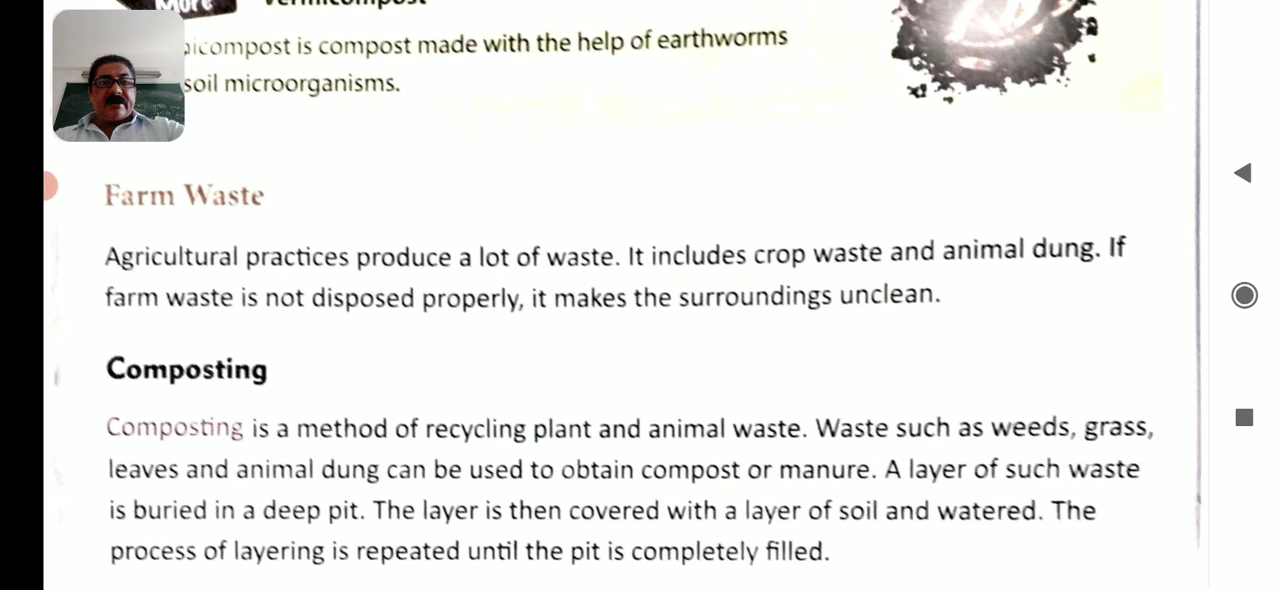 More Vermicompost
icompost is compost made with the help of earthworms
soil microorganisms.
Farm Waste
Agricultural practices produce a lot of waste. It includes crop waste and animal dung. If
farm waste is not disposed properly, it makes the surroundings unclean.
Composting
Composting is a method of recycling plant and animal waste. Waste such as weeds, grass,
leaves and animal dung can be used to obtain compost or manure. A layer of such waste
is buried in a deep pit. The layer is then covered with a layer of soil and watered. The
process of layering is repeated until the pit is completely filled.